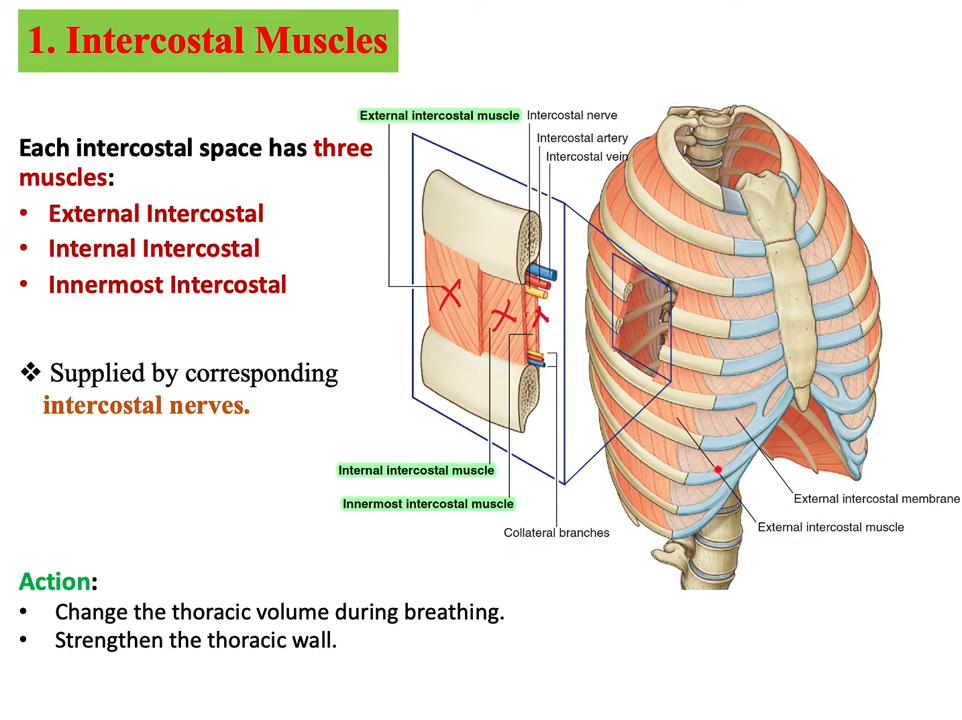 1. Intercostal Muscles
Each intercostal space has three
muscles:
• External Intercostal
• Internal Intercostal
• Innermost Intercostal
❖ Supplied by corresponding
intercostal nerves.
External intercostal muscle
Intercostal nerve
Intercostal artery
Intercostal vein
Internal intercostal muscle
Innermost intercostal muscle
Collateral branches
External intercostal membrane
External intercostal muscle
Action:
• Change the thoracic volume during breathing.
• Strengthen the thoracic wall.